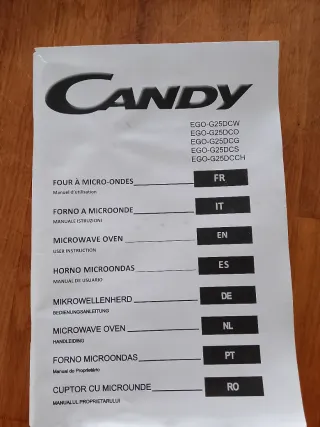 CANDY
EGO-G25DCW
EGO-G25DCD
EGO-G25DCG
EGO-G25DCS
EGO-G25DCCH
FOUR À MICRO-ONDES FR
Manuel d'utilisation
FORNO A MICROONDE IT
MANUALE ISTRUZIONI
MICROWAVE OVEN EN
USER INSTRUCTION
HORNO MICROONDAS ES
MANUAL DE USUARIO
MIKROWELLENHERD DE
BEDIENUNGSANLEITUNG
MICROWAVE OVEN NL
HANDLEIDING
FORNO MICROONDAS PT
Manual do Proprietário
CUPTOR CU MICROUNDE RO
MANUALUL PROPRIETARULUI